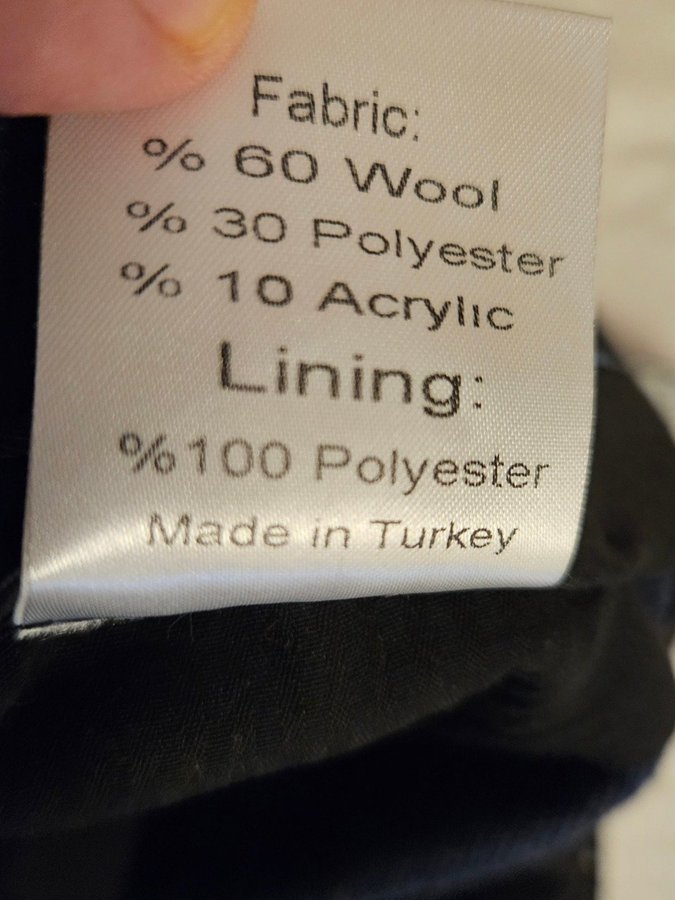 Fabric:
% 60 Wool
% 30 Polyester
% 10 Acrylic
Lining:
%100 Polyester
Made in Turkey